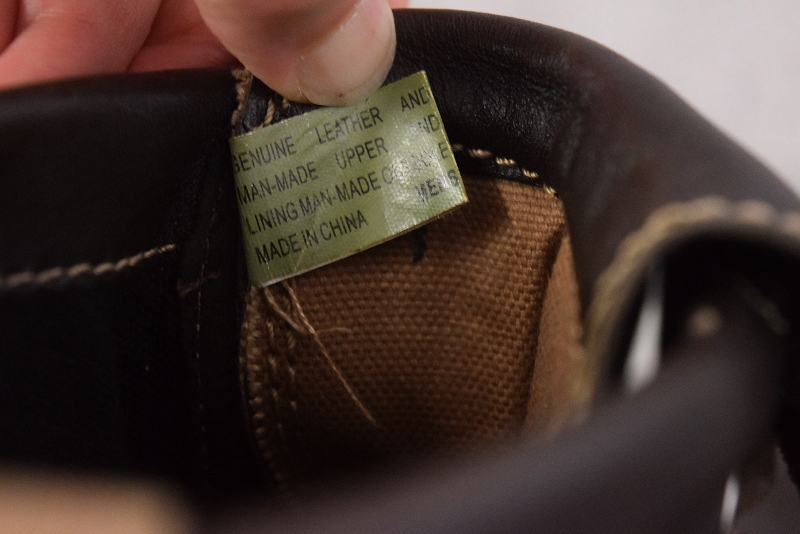 GENUINE LEATHER AND
MAN-MADE UPPER
LINING MAN-MADE
MADE IN CHINA